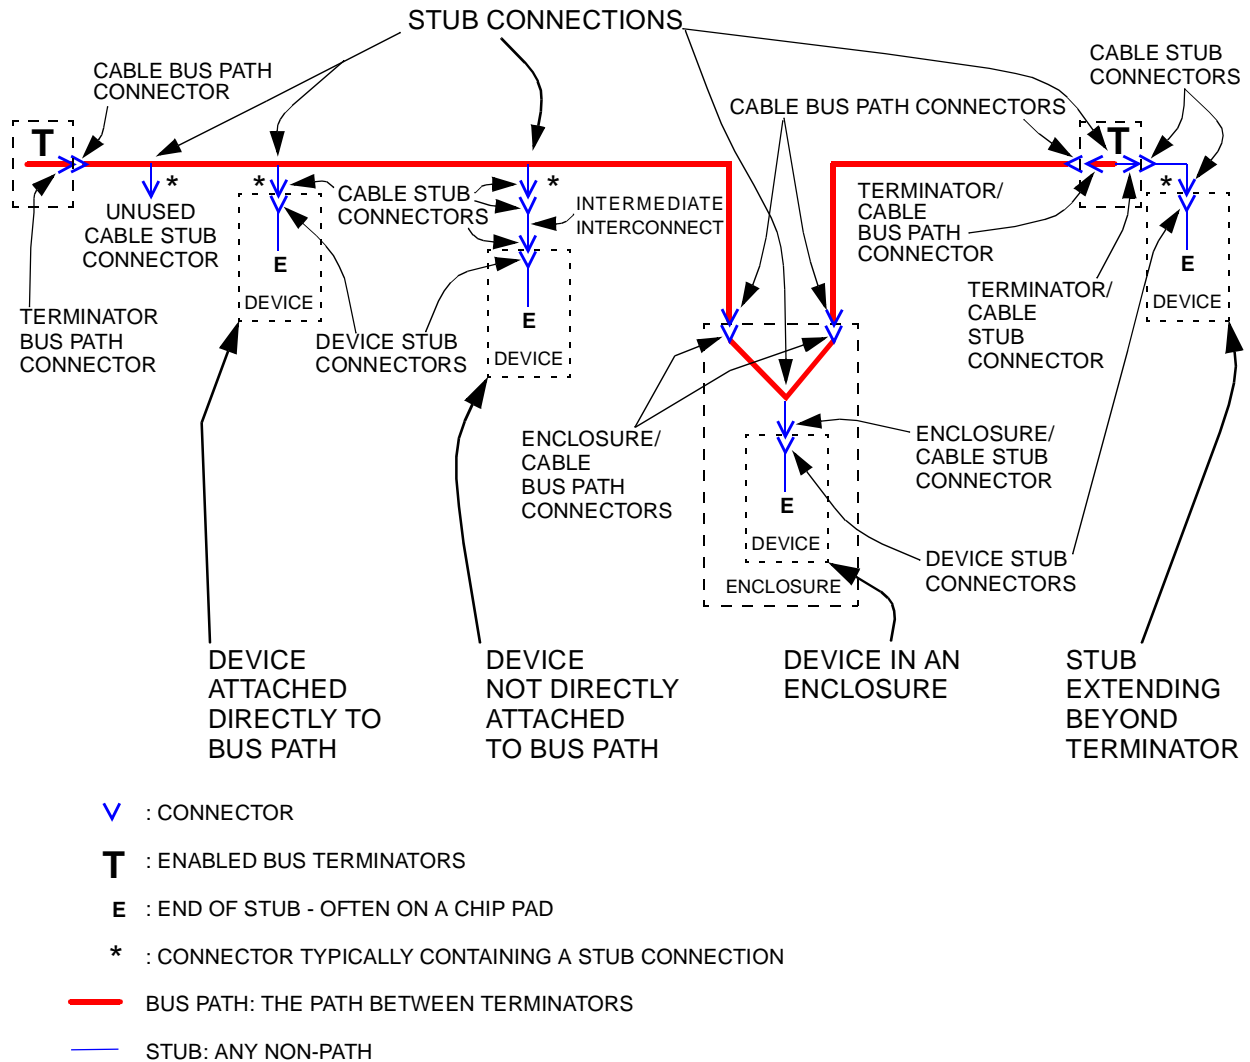 STUB CONNECTIONS
CABLE BUS PATH
CONNECTOR
CABLE STUB
CONNECTORS
CABLE BUS PATH CONNECTORS
T
T
*
*
*
*
UNUSED
CABLE STUB
CONNECTOR
CABLE STUB
CONNECTORS
INTERMEDIATE
INTERCONNECT
TERMINATOR/
CABLE
BUS PATH
CONNECTOR
E
DEVICE
E
DEVICE
E
DEVICE
TERMINATOR
BUS PATH
CONNECTOR
DEVICE STUB
CONNECTORS
TERMINATOR/
CABLE
STUB
CONNECTOR
ENCLOSURE/
CABLE
BUS PATH
CONNECTORS
ENCLOSURE/
CABLE STUB
CONNECTOR
E
DEVICE
ENCLOSURE
DEVICE STUB
CONNECTORS
DEVICE
ATTACHED
DIRECTLY TO
BUS PATH
DEVICE
NOT DIRECTLY
ATTACHED
TO BUS PATH
DEVICE IN AN
ENCLOSURE
STUB
EXTENDING
BEYOND
TERMINATOR
: CONNECTOR
T : ENABLED BUS TERMINATORS
E : END OF STUB - OFTEN ON A CHIP PAD
* : CONNECTOR TYPICALLY CONTAINING A STUB CONNECTION
BUS PATH: THE PATH BETWEEN TERMINATORS
STUB: ANY NON-PATH